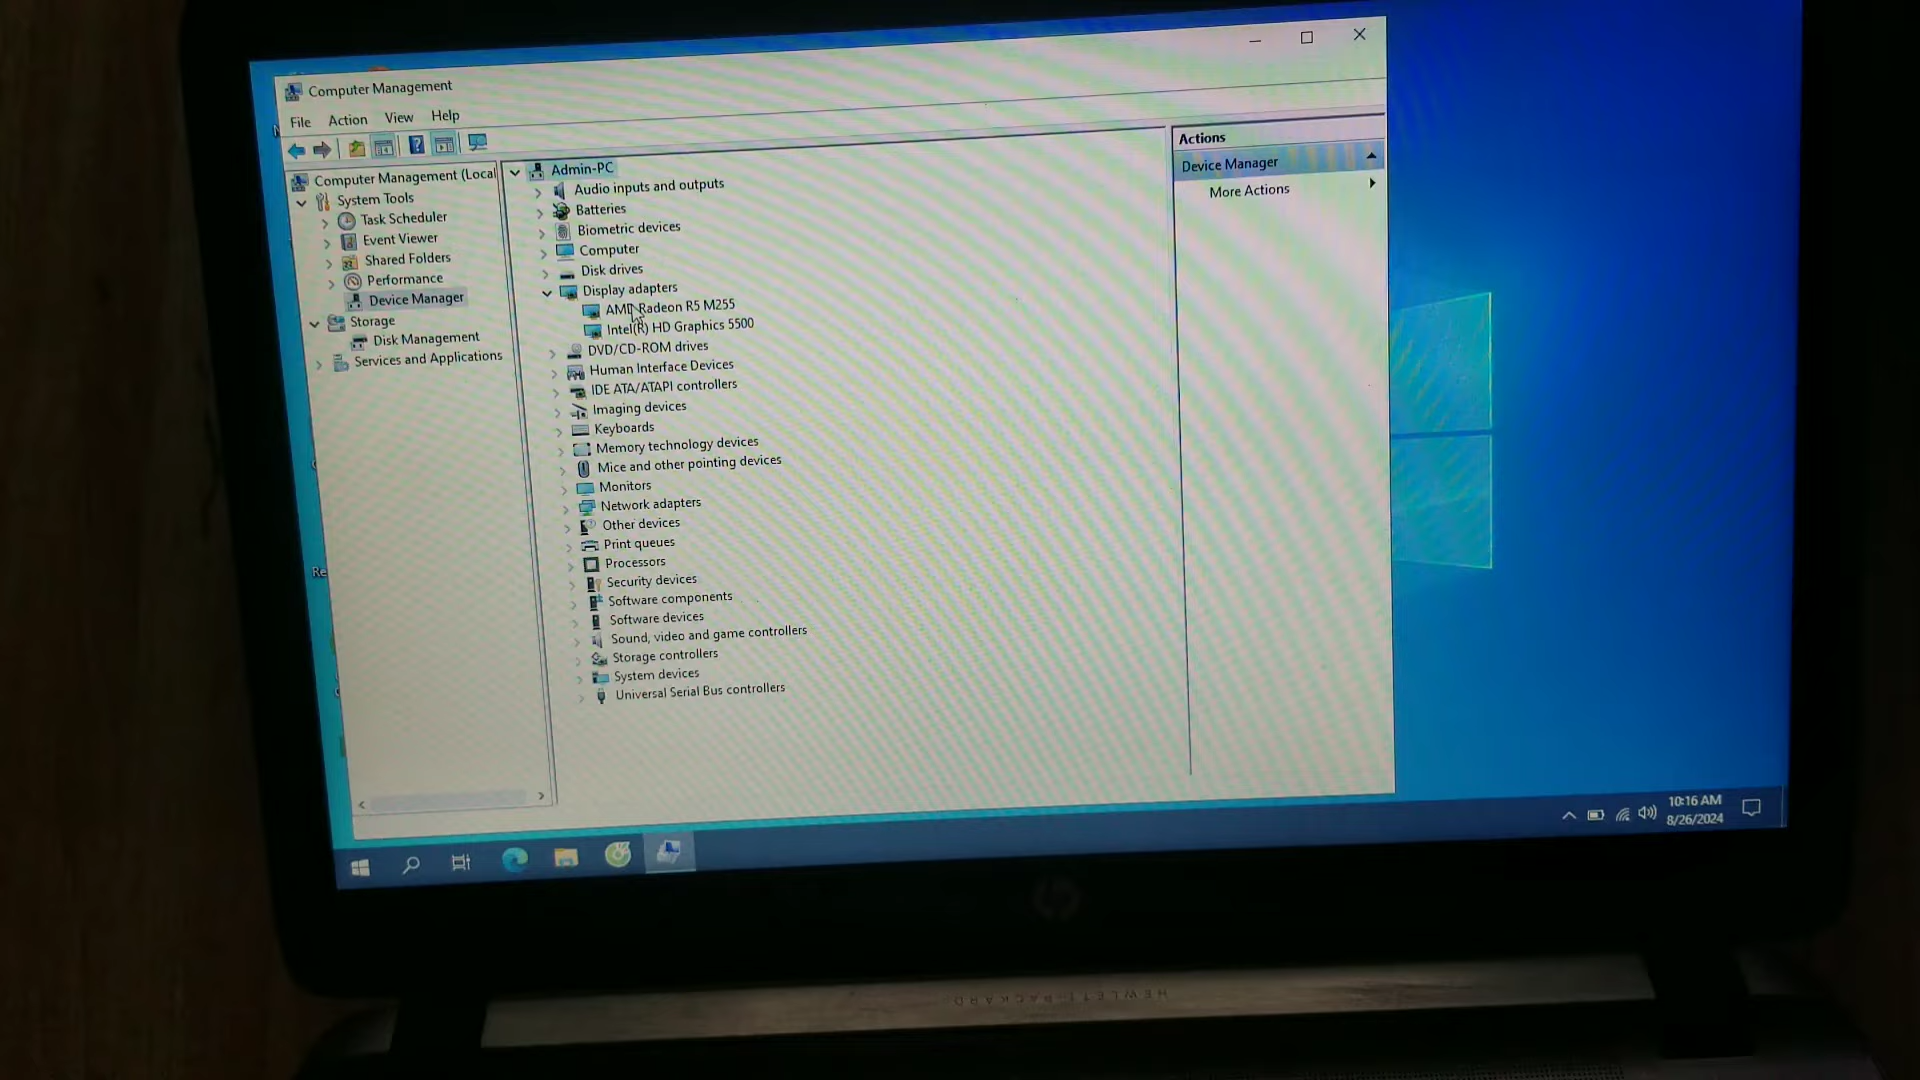 Computer Management
File Action View Help
Computer Management (Local
System Tools
Task Scheduler
Event Viewer
Shared Folders
Performance
Device Manager
Storage
Disk Management
Services and Applications
Admin-PC
Audio inputs and outputs
Batteries
Biometric devices
Computer
Disk drives
Display adapters
AMD Radeon R5 M255
Intel(R) HD Graphics 5500
DVD/CD-ROM drives
Human Interface Devices
IDE ATA/ATAPI controllers
Imaging devices
Keyboards
Memory technology devices
Mice and other pointing devices
Monitors
Network adapters
Other devices
Print queues
Processors
Security devices
Software components
Software devices
Sound, video and game controllers
Storage controllers
System devices
Universal Serial Bus controllers
Actions
Device Manager
More Actions
Re
10:16 AM
8/26/2024
hp
HEWLETT-PACKARD